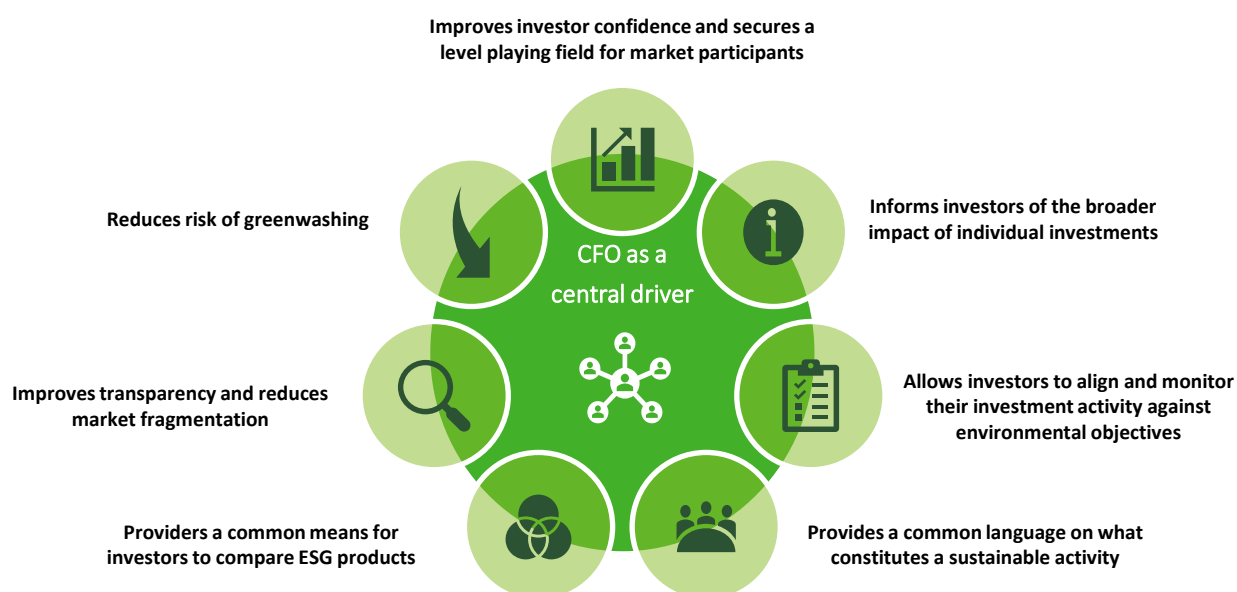 Improves investor confidence and secures a
level playing field for market participants
Reduces risk of greenwashing
Informs investors of the broader
impact of individual investments
CFO as a
central driver
Improves transparency and reduces
market fragmentation
Allows investors to align and monitor
their investment activity against
environmental objectives
Providers a common means for
investors to compare ESG products
Provides a common language on what
constitutes a sustainable activity